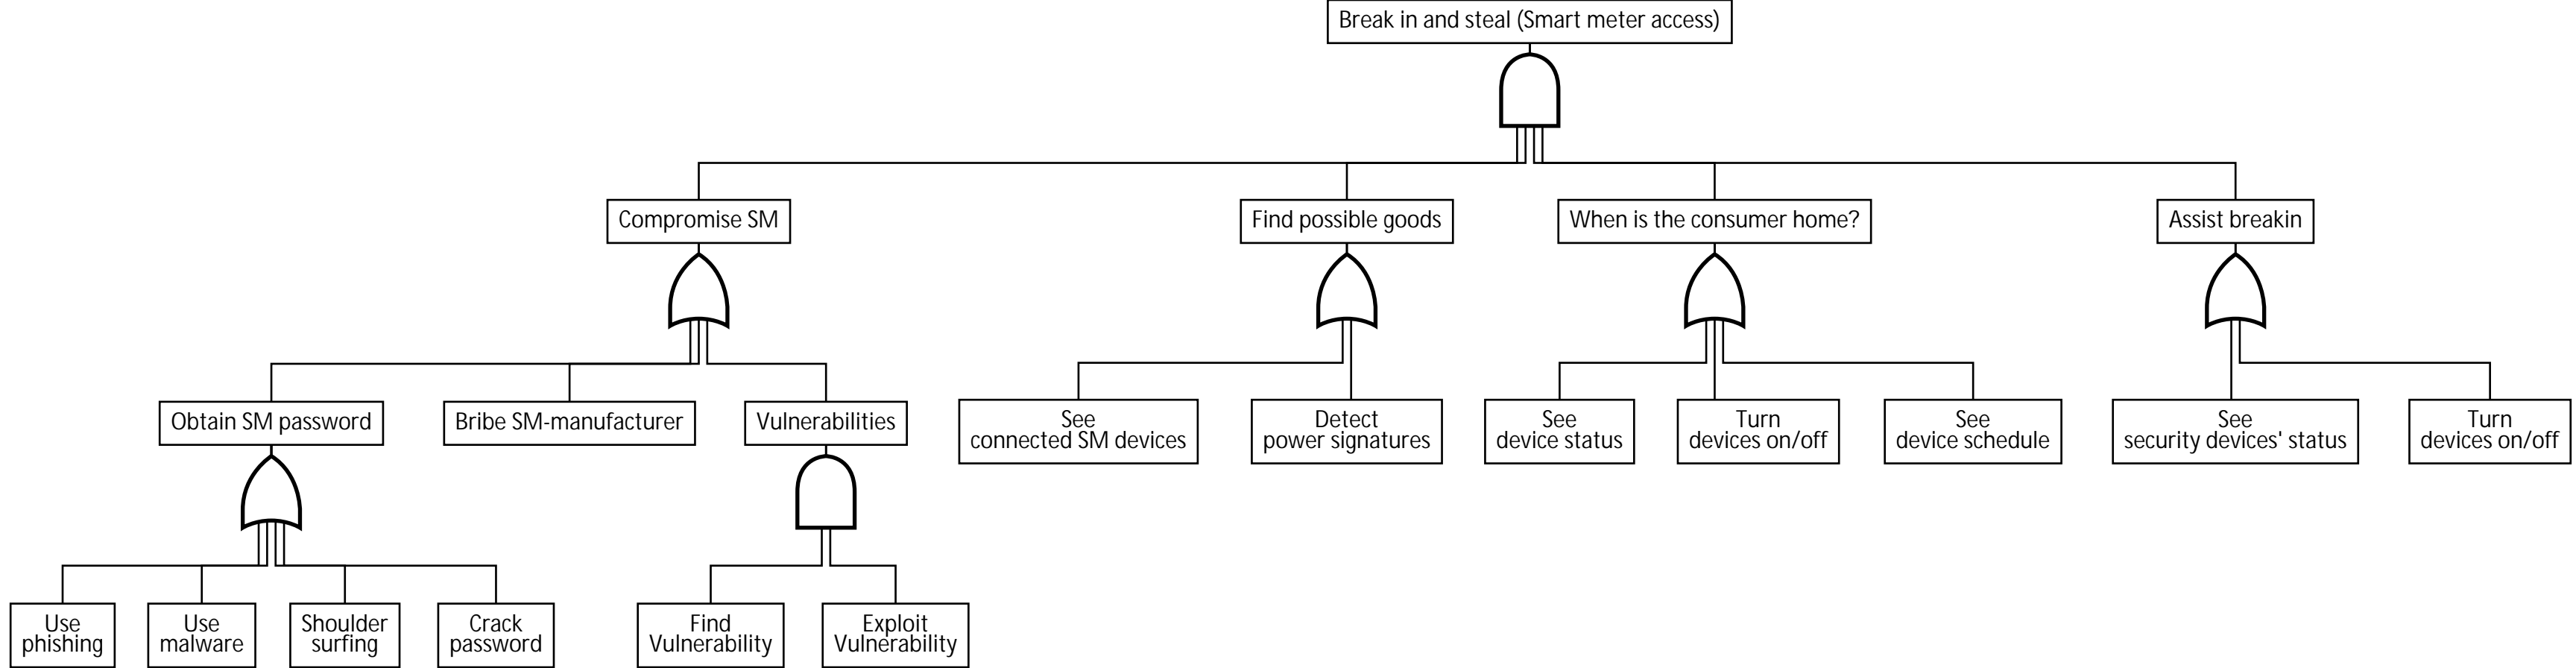 Break in and steal (Smart meter access)
Compromise SM
Find possible goods
When is the consumer home?
Assist breakin
Obtain SM password
Bribe SM-manufacturer
Vulnerabilities
See
connected SM devices
Detect
power signatures
See
device status
Turn
devices on/off
See
device schedule
See
security devices' status
Turn
devices on/off
Use
phishing
Use
malware
Shoulder
surfing
Crack
password
Find
Vulnerability
Exploit
Vulnerability